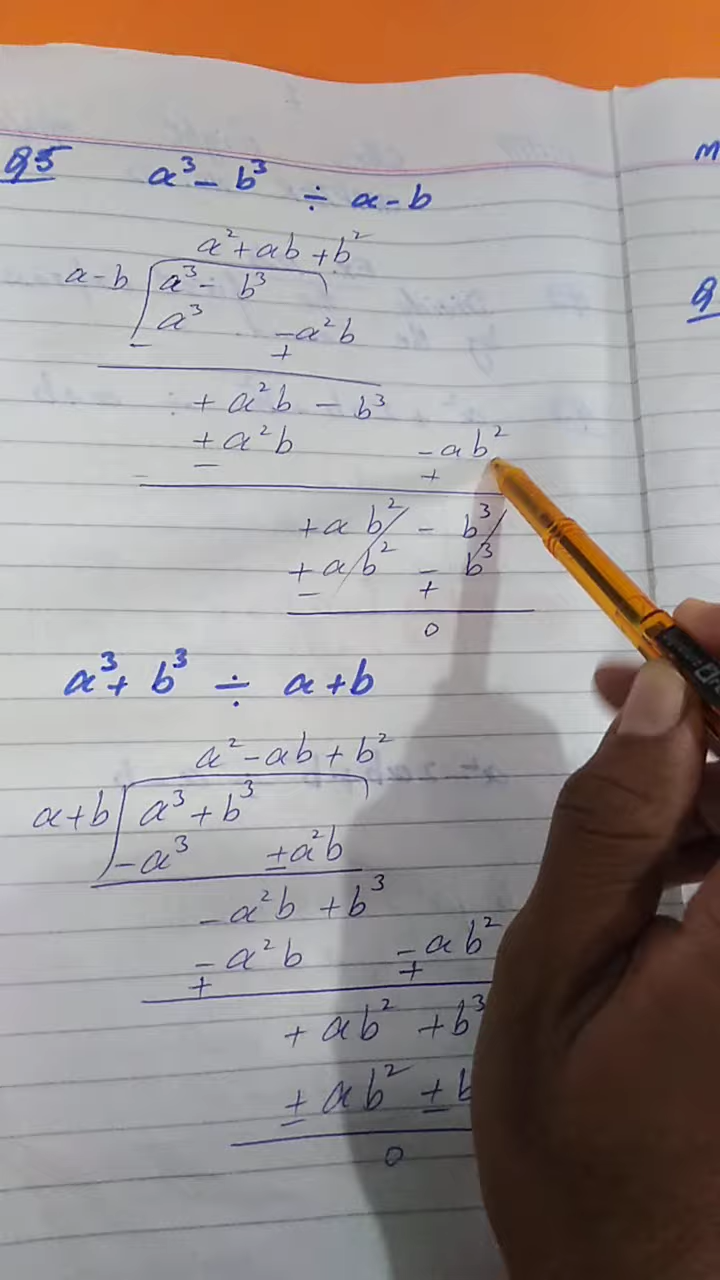 Q5 a³ - b³ ÷ a - b
a² + ab + b²
a - b a³ - b³
a³ - a²b
- +
+ a²b - b³
+ a²b - ab²
- +
+ ab² - b³
+ ab² - b³
- +
0
a³ + b³ ÷ a + b
a² - ab + b²
a + b a³ + b³
- a³ ± a²b
- a²b + b³
- a²b - ab²
+ +
+ ab² + b³
± ab² ± b
0
M
Q